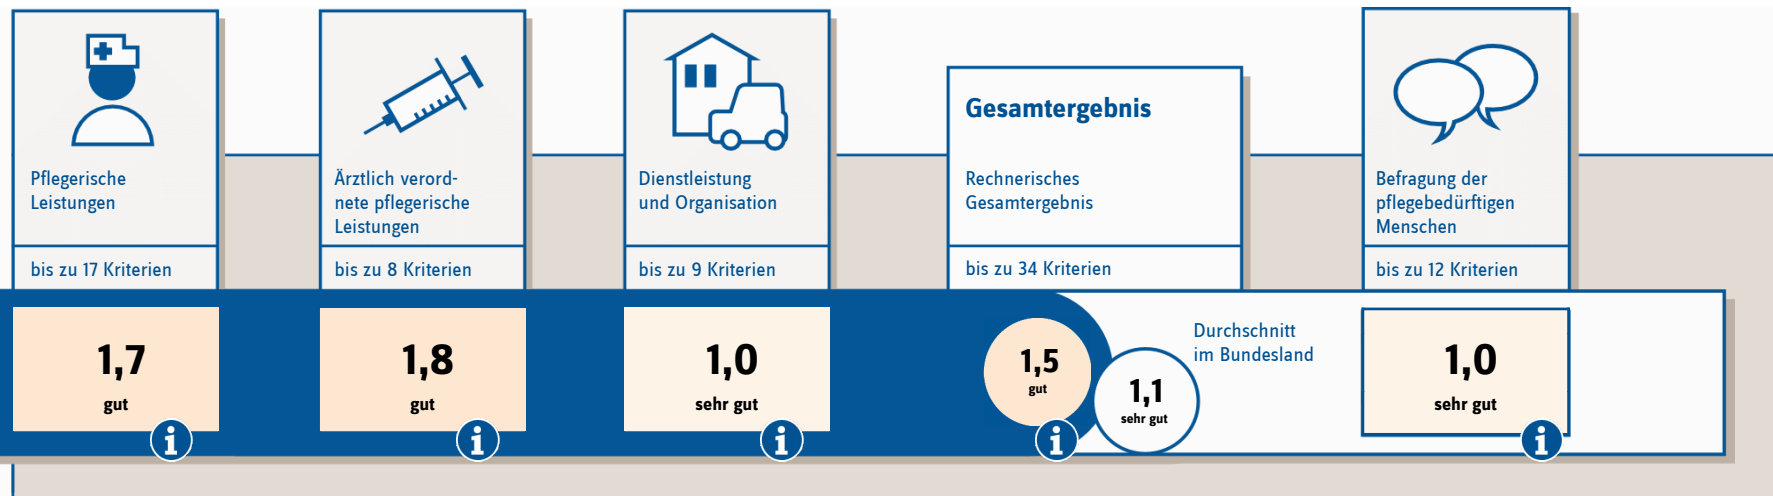 Pflegerische
Leistungen
bis zu 17 Kriterien
1,7
gut
i
Ärztlich verord-
nete pflegerische
Leistungen
bis zu 8 Kriterien
1,8
gut
i
Dienstleistung
und Organisation
bis zu 9 Kriterien
1,0
sehr gut
i
Gesamtergebnis
Rechnerisches
Gesamtergebnis
bis zu 34 Kriterien
1,5
gut
i
1,1
sehr gut
Durchschnitt
im Bundesland
Befragung der
pflegebedürftigen
Menschen
bis zu 12 Kriterien
1,0
sehr gut
i